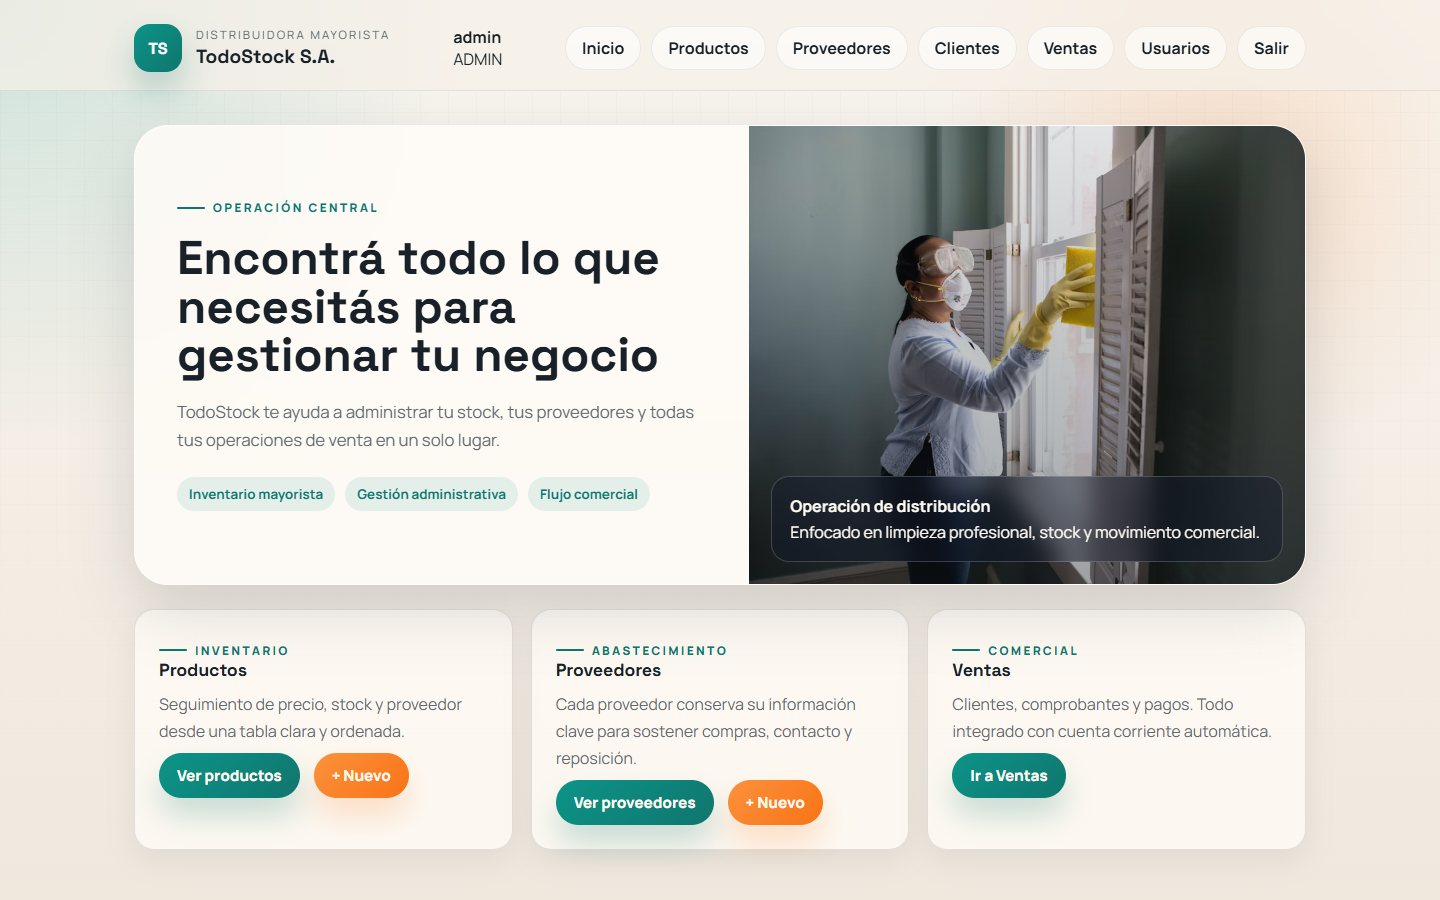 TS
DISTRIBUIDORA MAYORISTA
TodoStock S.A.
admin
ADMIN
Inicio
Productos
Proveedores
Clientes
Ventas
Usuarios
Salir
OPERACIÓN CENTRAL
Encontrá todo lo que
necesitás para
gestionar tu negocio
TodoStock te ayuda a administrar tu stock, tus proveedores y todas
tus operaciones de venta en un solo lugar.
Inventario mayorista
Gestión administrativa
Flujo comercial
Operación de distribución
Enfocado en limpieza profesional, stock y movimiento comercial.
INVENTARIO
Productos
Seguimiento de precio, stock y proveedor
desde una tabla clara y ordenada.
Ver productos
+ Nuevo
ABASTECIMIENTO
Proveedores
Cada proveedor conserva su información
clave para sostener compras, contacto y
reposición.
Ver proveedores
+ Nuevo
COMERCIAL
Ventas
Clientes, comprobantes y pagos. Todo
integrado con cuenta corriente automática.
Ir a Ventas